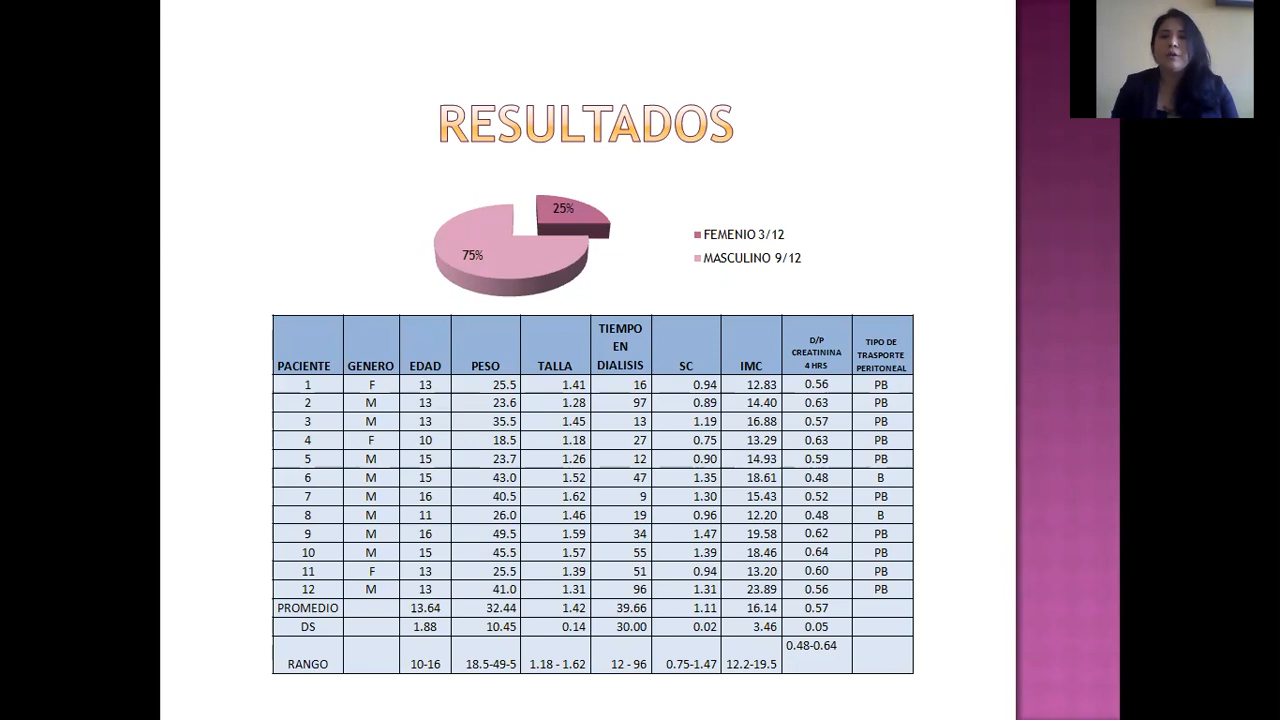 RESULTADOS
25%
75%
FEMENIO 3/12
MASCULINO 9/12
PACIENTE GENERO EDAD PESO TALLA TIEMPO EN DIALISIS SC IMC D/P CREATININA 4 HRS TIPO DE TRASPORTE PERITONEAL
1 F 13 25.5 1.41 16 0.94 12.83 0.56 PB
2 M 13 23.6 1.28 97 0.89 14.40 0.63 PB
3 M 13 35.5 1.45 13 1.19 16.88 0.57 PB
4 F 10 18.5 1.18 27 0.75 13.29 0.63 PB
5 M 15 23.7 1.26 12 0.90 14.93 0.59 PB
6 M 15 43.0 1.52 47 1.35 18.61 0.48 B
7 M 16 40.5 1.62 9 1.30 15.43 0.52 PB
8 M 11 26.0 1.46 19 0.96 12.20 0.48 B
9 M 16 49.5 1.59 34 1.47 19.58 0.62 PB
10 M 15 45.5 1.57 55 1.39 18.46 0.64 PB
11 F 13 25.5 1.39 51 0.94 13.20 0.60 PB
12 M 13 41.0 1.31 96 1.31 23.89 0.56 PB
PROMEDIO 13.64 32.44 1.42 39.66 1.11 16.14 0.57
DS 1.88 10.45 0.14 30.00 0.02 3.46 0.05
RANGO 10-16 18.5-49-5 1.18 - 1.62 12 - 96 0.75-1.47 12.2-19.5 0.48-0.64